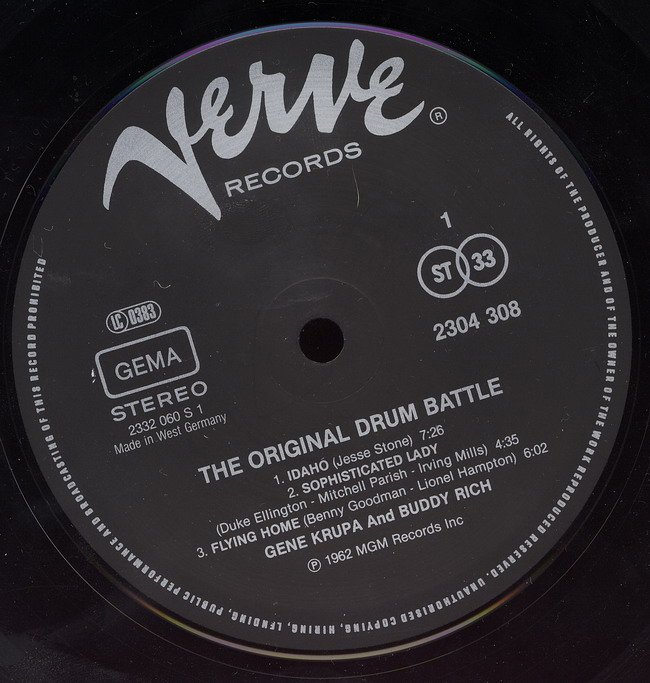 Verve
RECORDS
®
1
ST 33
2304 308
LC 0383
GEMA
STEREO
2332 060 S 1
Made in West Germany
THE ORIGINAL DRUM BATTLE
1. IDAHO (Jesse Stone) 7:26
2. SOPHISTICATED LADY
(Duke Ellington - Mitchell Parish - Irving Mills) 4:35
3. FLYING HOME (Benny Goodman - Lionel Hampton) 6:02
GENE KRUPA And BUDDY RICH
℗ 1962 MGM Records Inc
ALL RIGHTS OF THE PRODUCER AND OF THE OWNER OF THE WORK REPRODUCED RESERVED. UNAUTHORISED COPYING, HIRING, LENDING, PUBLIC PERFORMANCE AND BROADCASTING OF THIS RECORD PROHIBITED